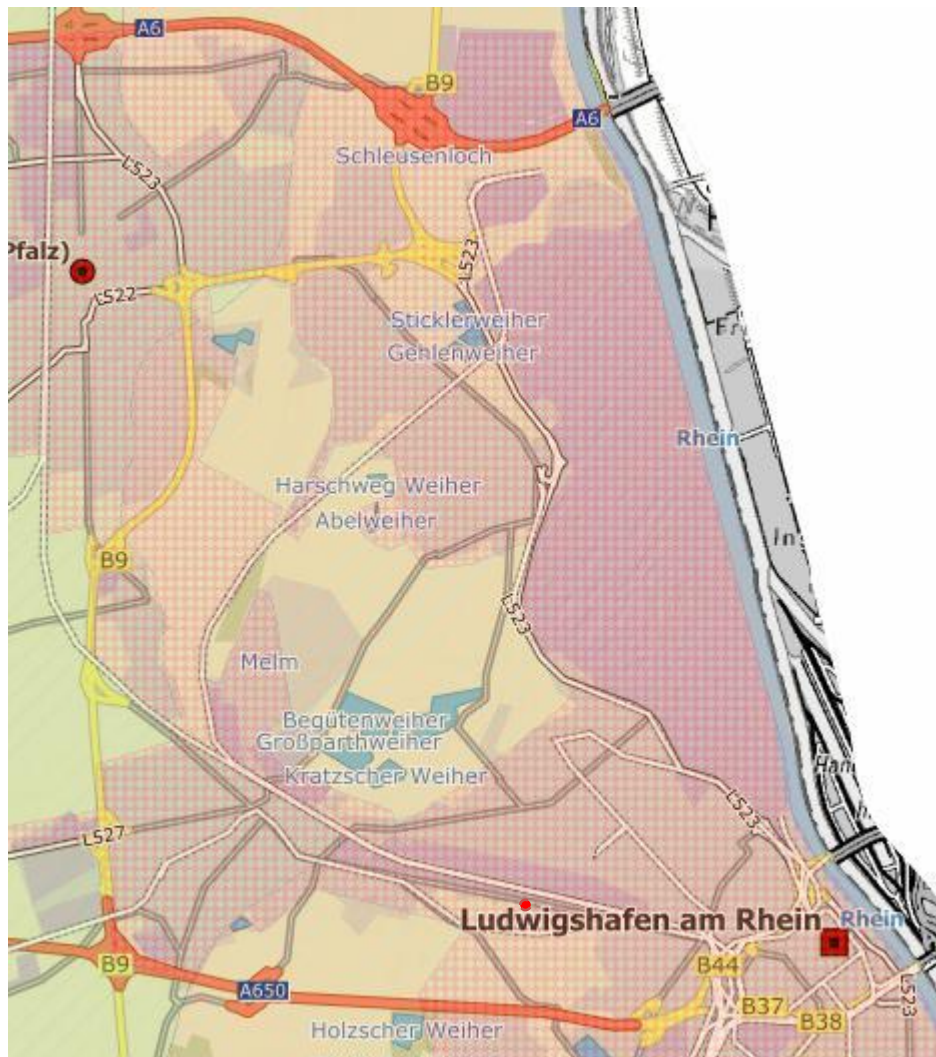 A6
B9
A6
Schleusenloch
L523
Pfalz)
L523
L522
Sticklerweiher
Gehlenweiher
Rhein
Harschweg Weiher
Abelweiher
B9
L523
Melm
Begütenweiher
Großparthweiher
Kratzscher Weiher
L523
L527
Ludwigshafen am Rhein
Rhein
B9
B44
A650
L523
B37
B38
Holzscher Weiher